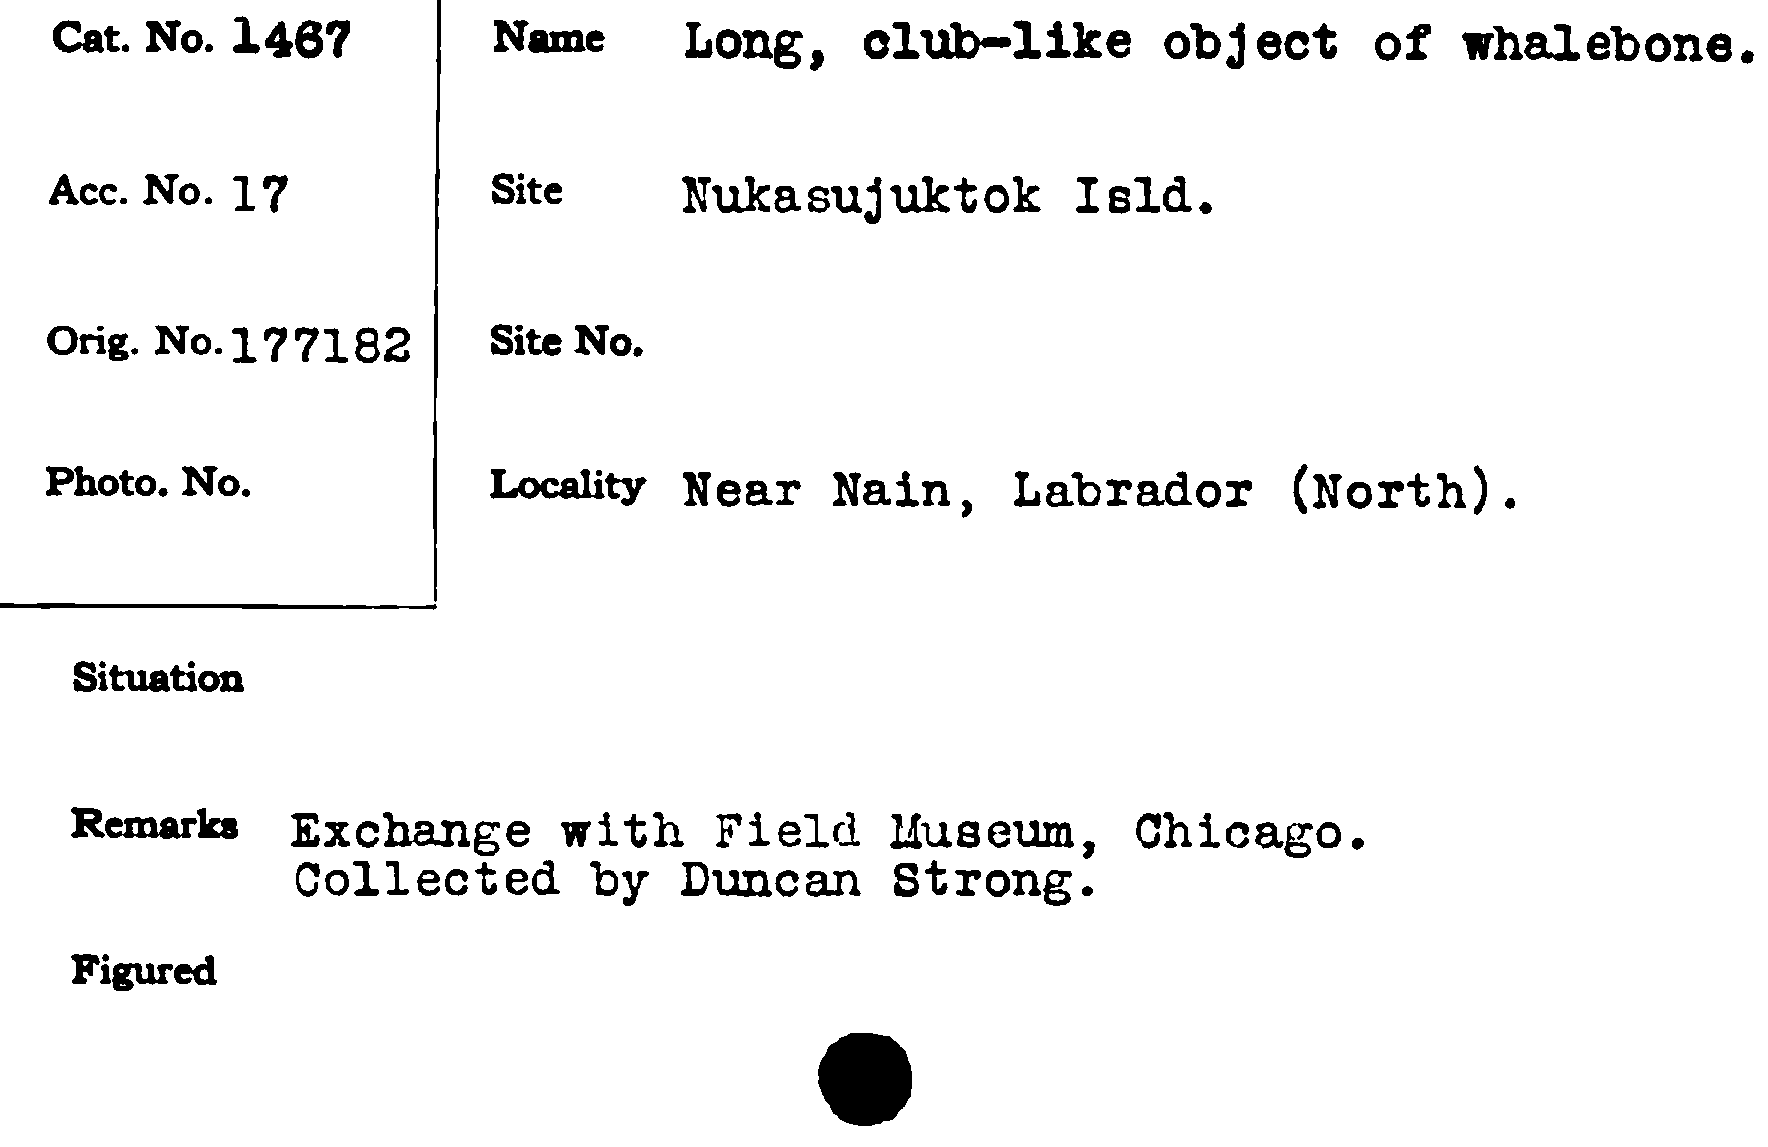 Cat. No. 1467
Name Long, club-like object of whalebone.
Acc. No. 17
Site Nukasujuktok Isld.
Orig. No. 177182
Site No.
Photo. No.
Locality Near Nain, Labrador (North).
Situation
Remarks Exchange with Field Museum, Chicago.
Collected by Duncan Strong.
Figured